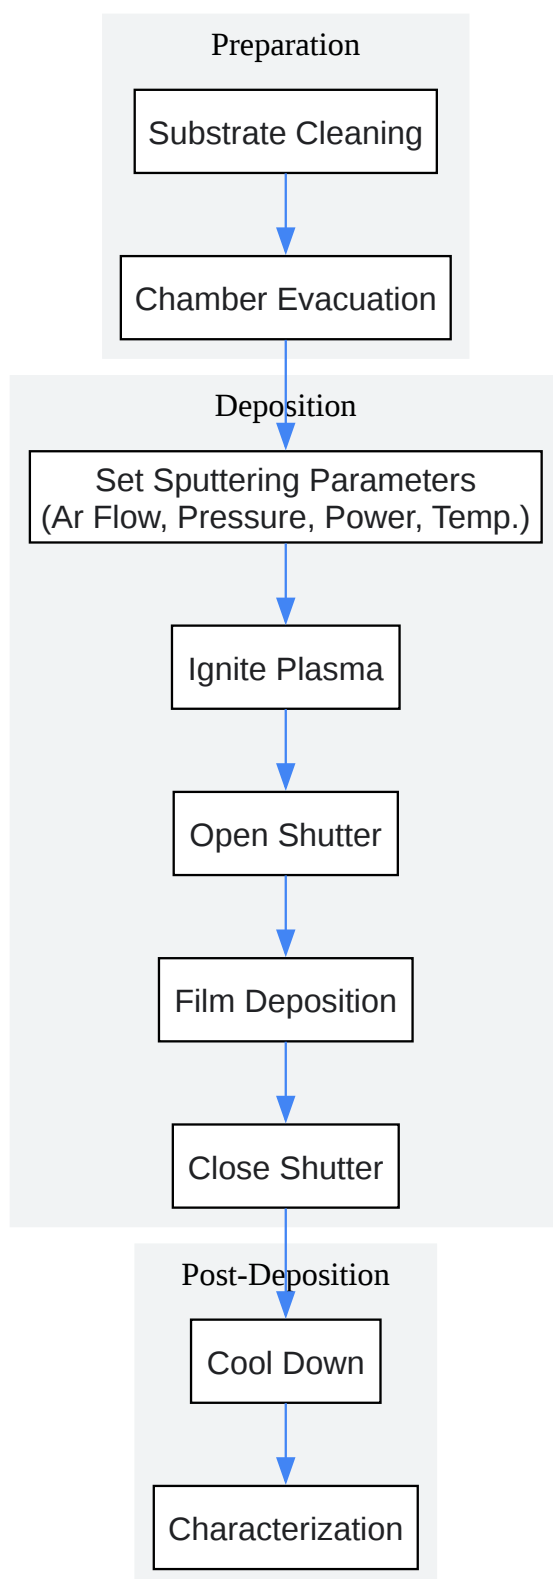 Preparation
Substrate Cleaning
Chamber Evacuation
Deposition
Set Sputtering Parameters
(Ar Flow, Pressure, Power, Temp.)
Ignite Plasma
Open Shutter
Film Deposition
Close Shutter
Post-Deposition
Cool Down
Characterization